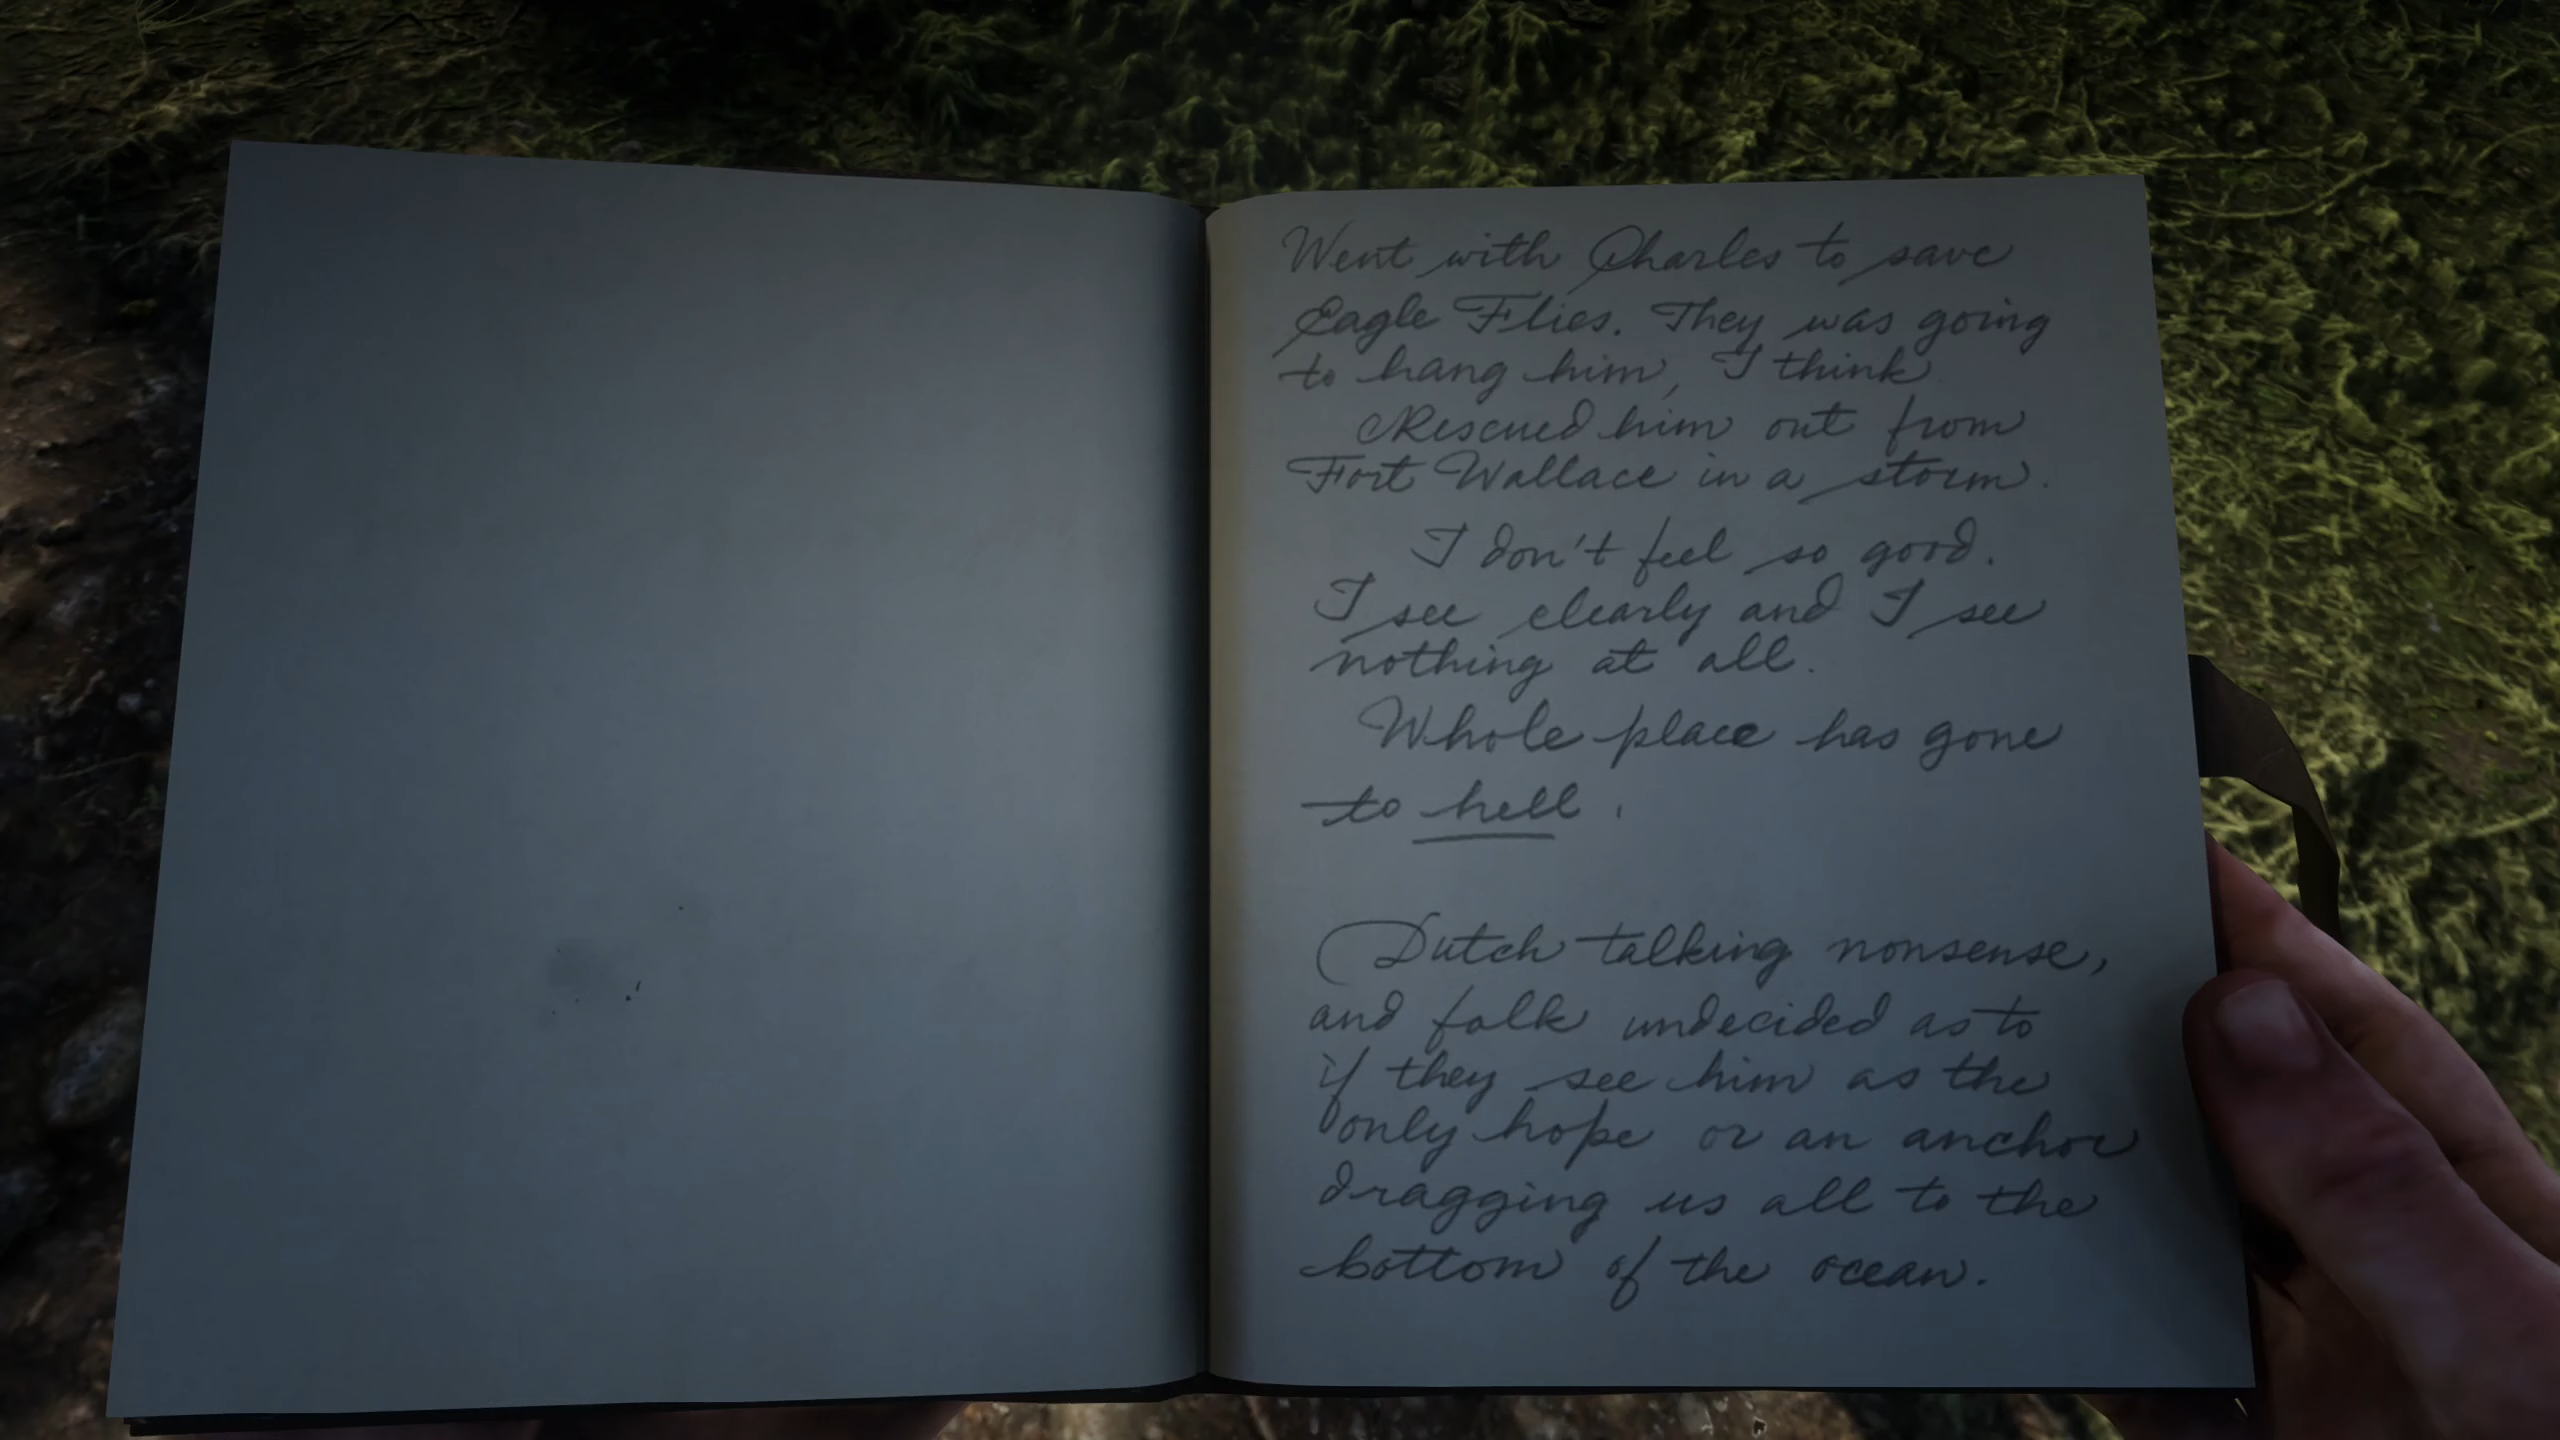 Went with Charles to save
Eagle Flies. They was going
to hang him, I think
Rescued him out from
Fort Wallace in a storm.
I don't feel so good.
I see clearly and I see
nothing at all.
Whole place has gone
to hell.
Dutch talking nonsense,
and folk undecided as to
if they see him as the
only hope or an anchor
dragging us all to the
bottom of the ocean.